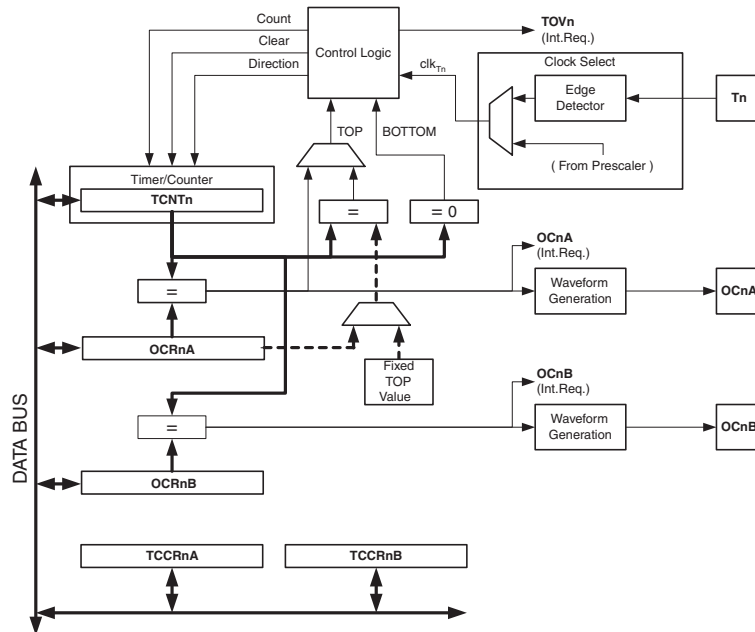 Count
Clear
Direction
Control Logic
TOVn
(Int.Req.)
clkTn
Clock Select
Edge
Detector
Tn
( From Prescaler )
TOP
BOTTOM
Timer/Counter
TCNTn
=
= 0
OCnA
(Int.Req.)
=
Waveform
Generation
OCnA
OCRnA
Fixed
TOP
Value
OCnB
(Int.Req.)
=
Waveform
Generation
OCnB
OCRnB
DATA BUS
TCCRnA
TCCRnB